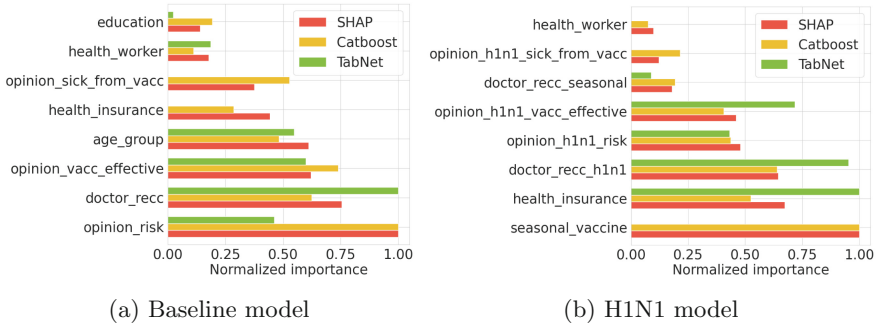 education
health_worker
opinion_sick_from_vacc
health_insurance
age_group
opinion_vacc_effective
doctor_recc
opinion_risk
SHAP
Catboost
TabNet
0.00 0.25 0.50 0.75 1.00
Normalized importance
(a) Baseline model
health_worker
opinion_h1n1_sick_from_vacc
doctor_recc_seasonal
opinion_h1n1_vacc_effective
opinion_h1n1_risk
doctor_recc_h1n1
health_insurance
seasonal_vaccine
SHAP
Catboost
TabNet
0.00 0.25 0.50 0.75 1.00
Normalized importance
(b) H1N1 model